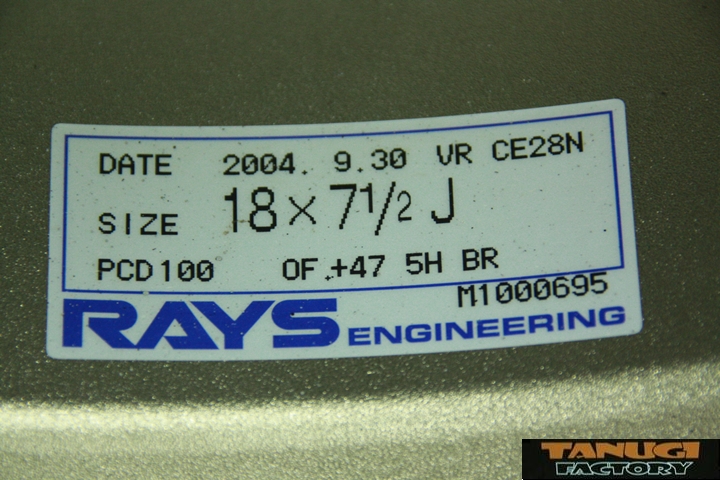 DATE 2004. 9.30 VR CE28N
SIZE 18×7 1/2 J
PCD100 OF.+47 5H BR
M1000695
RAYS ENGINEERING
TANUGI
FACTORY